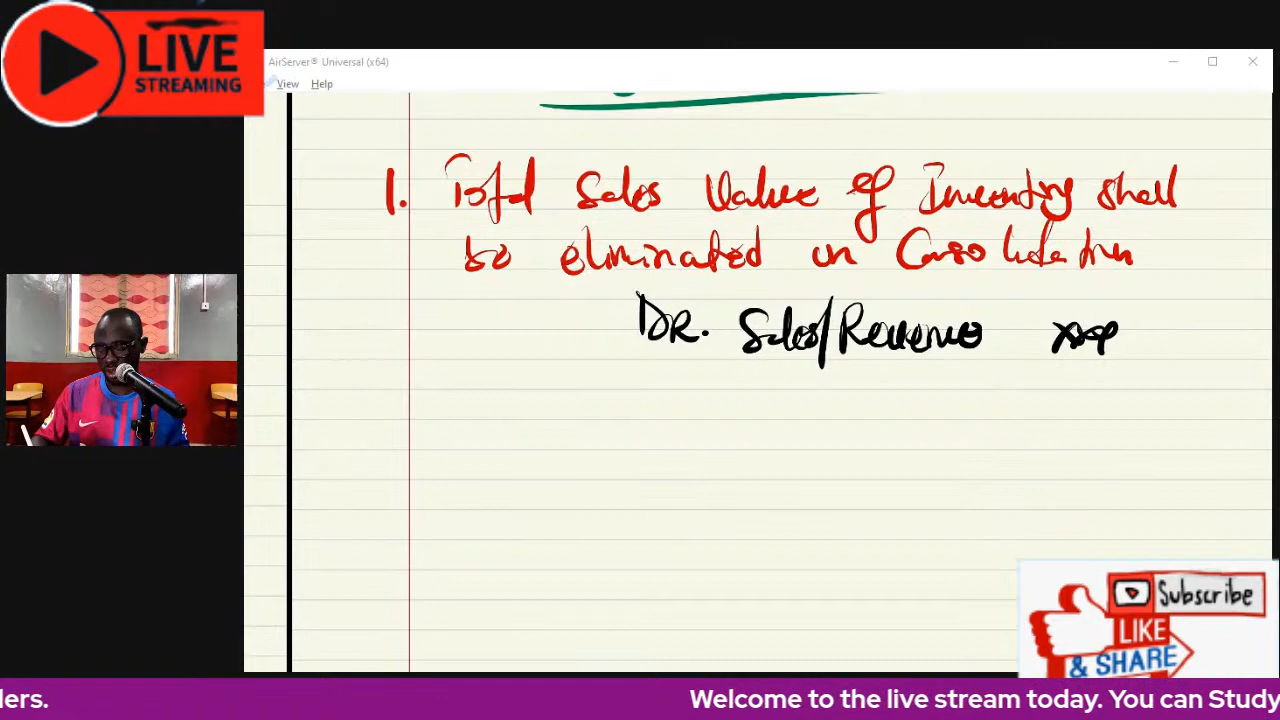 LIVE
STREAMING
AirServer® Universal (x64)
View Help
1. Total Sales Value of Inventory shall
be eliminated on Consolidation
DR. Sales/Revenue xxx
Subscribe
LIKE
& SHARE
ders.
Welcome to the live stream today. You can Study